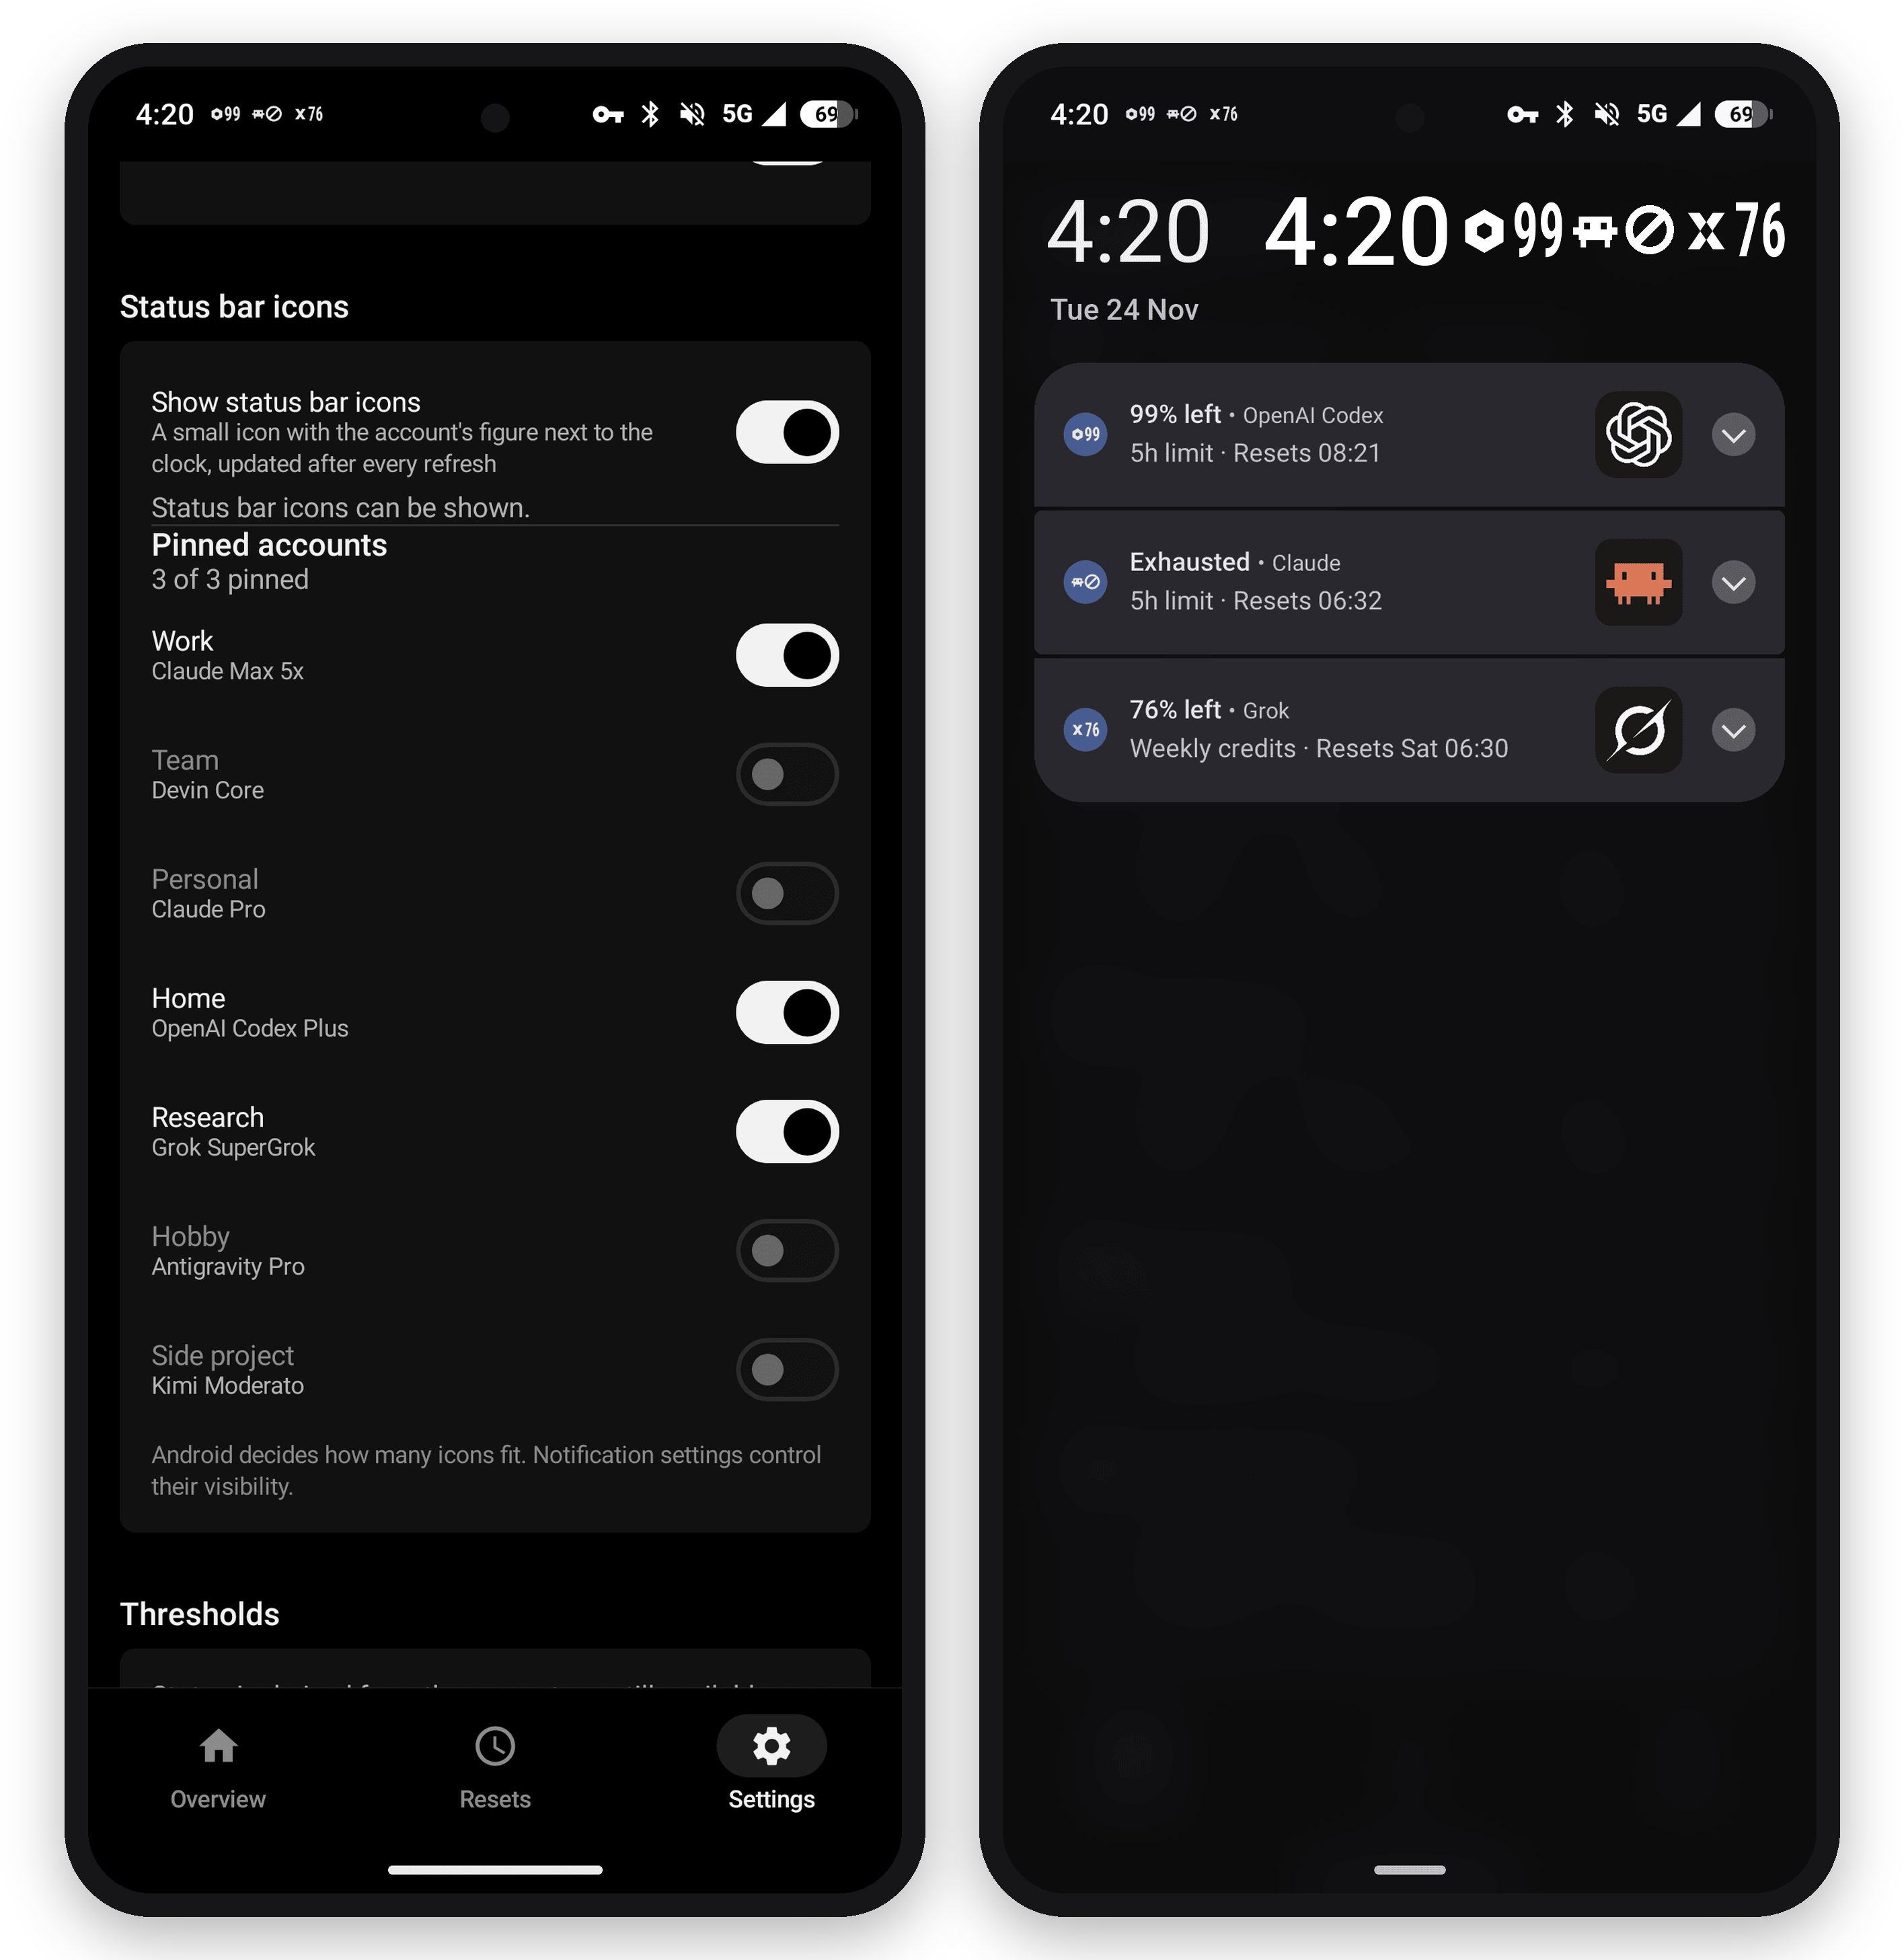 4:20 99 x 76 5G 69
Status bar icons
Show status bar icons
A small icon with the account's figure next to the
clock, updated after every refresh
Status bar icons can be shown.
Pinned accounts
3 of 3 pinned
Work
Claude Max 5x
Team
Devin Core
Personal
Claude Pro
Home
OpenAI Codex Plus
Research
Grok SuperGrok
Hobby
Antigravity Pro
Side project
Kimi Moderato
Android decides how many icons fit. Notification settings control
their visibility.
Thresholds
Overview
Resets
Settings
4:20 99 x 76 5G 69
4:20 4:20 99 X 76
Tue 24 Nov
99 99% left • OpenAI Codex
5h limit · Resets 08:21
Exhausted • Claude
5h limit · Resets 06:32
x 76 76% left • Grok
Weekly credits · Resets Sat 06:30